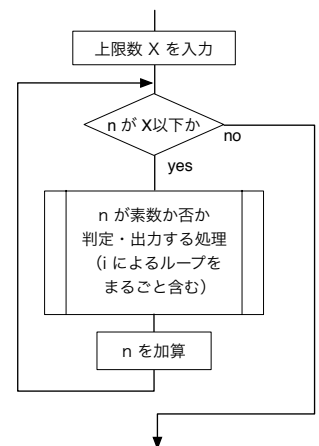 上限数 X を入力
n が X以下か
no
yes
n が素数か否か
判定・出力する処理
（i によるループを
まるごと含む）
n を加算